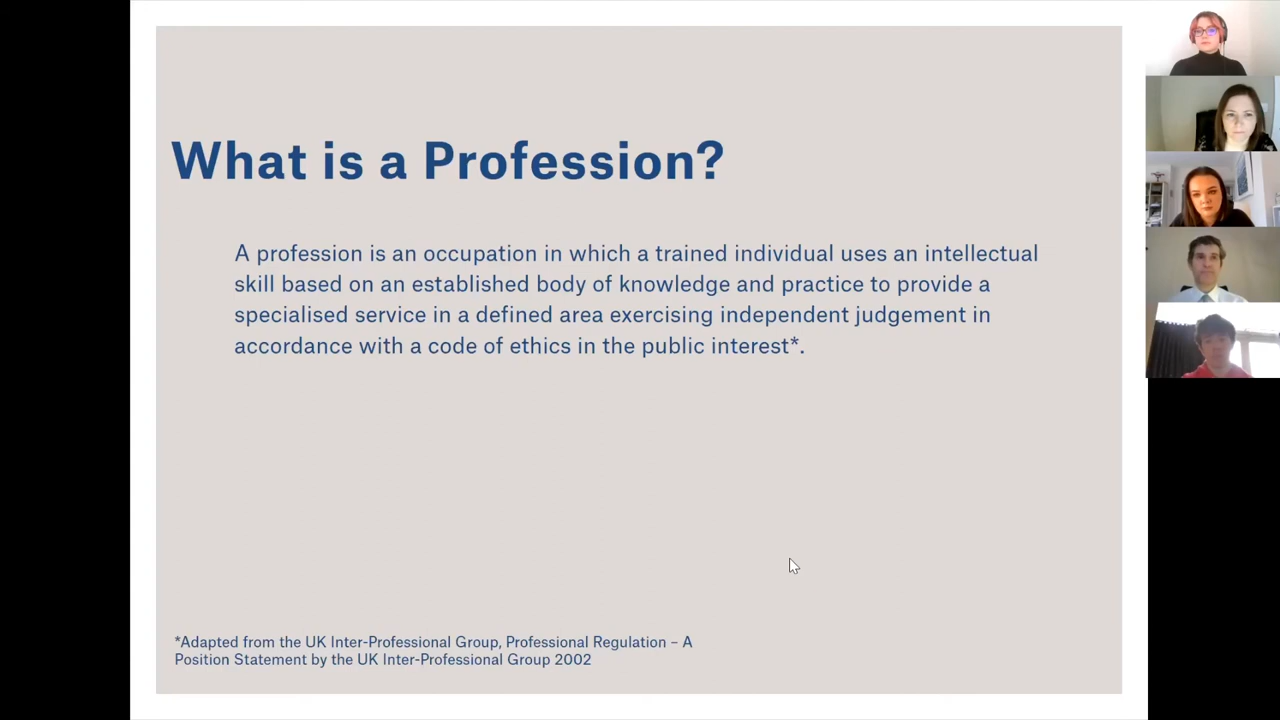 What is a Profession?
A profession is an occupation in which a trained individual uses an intellectual
skill based on an established body of knowledge and practice to provide a
specialised service in a defined area exercising independent judgement in
accordance with a code of ethics in the public interest*.
*Adapted from the UK Inter-Professional Group, Professional Regulation – A
Position Statement by the UK Inter-Professional Group 2002